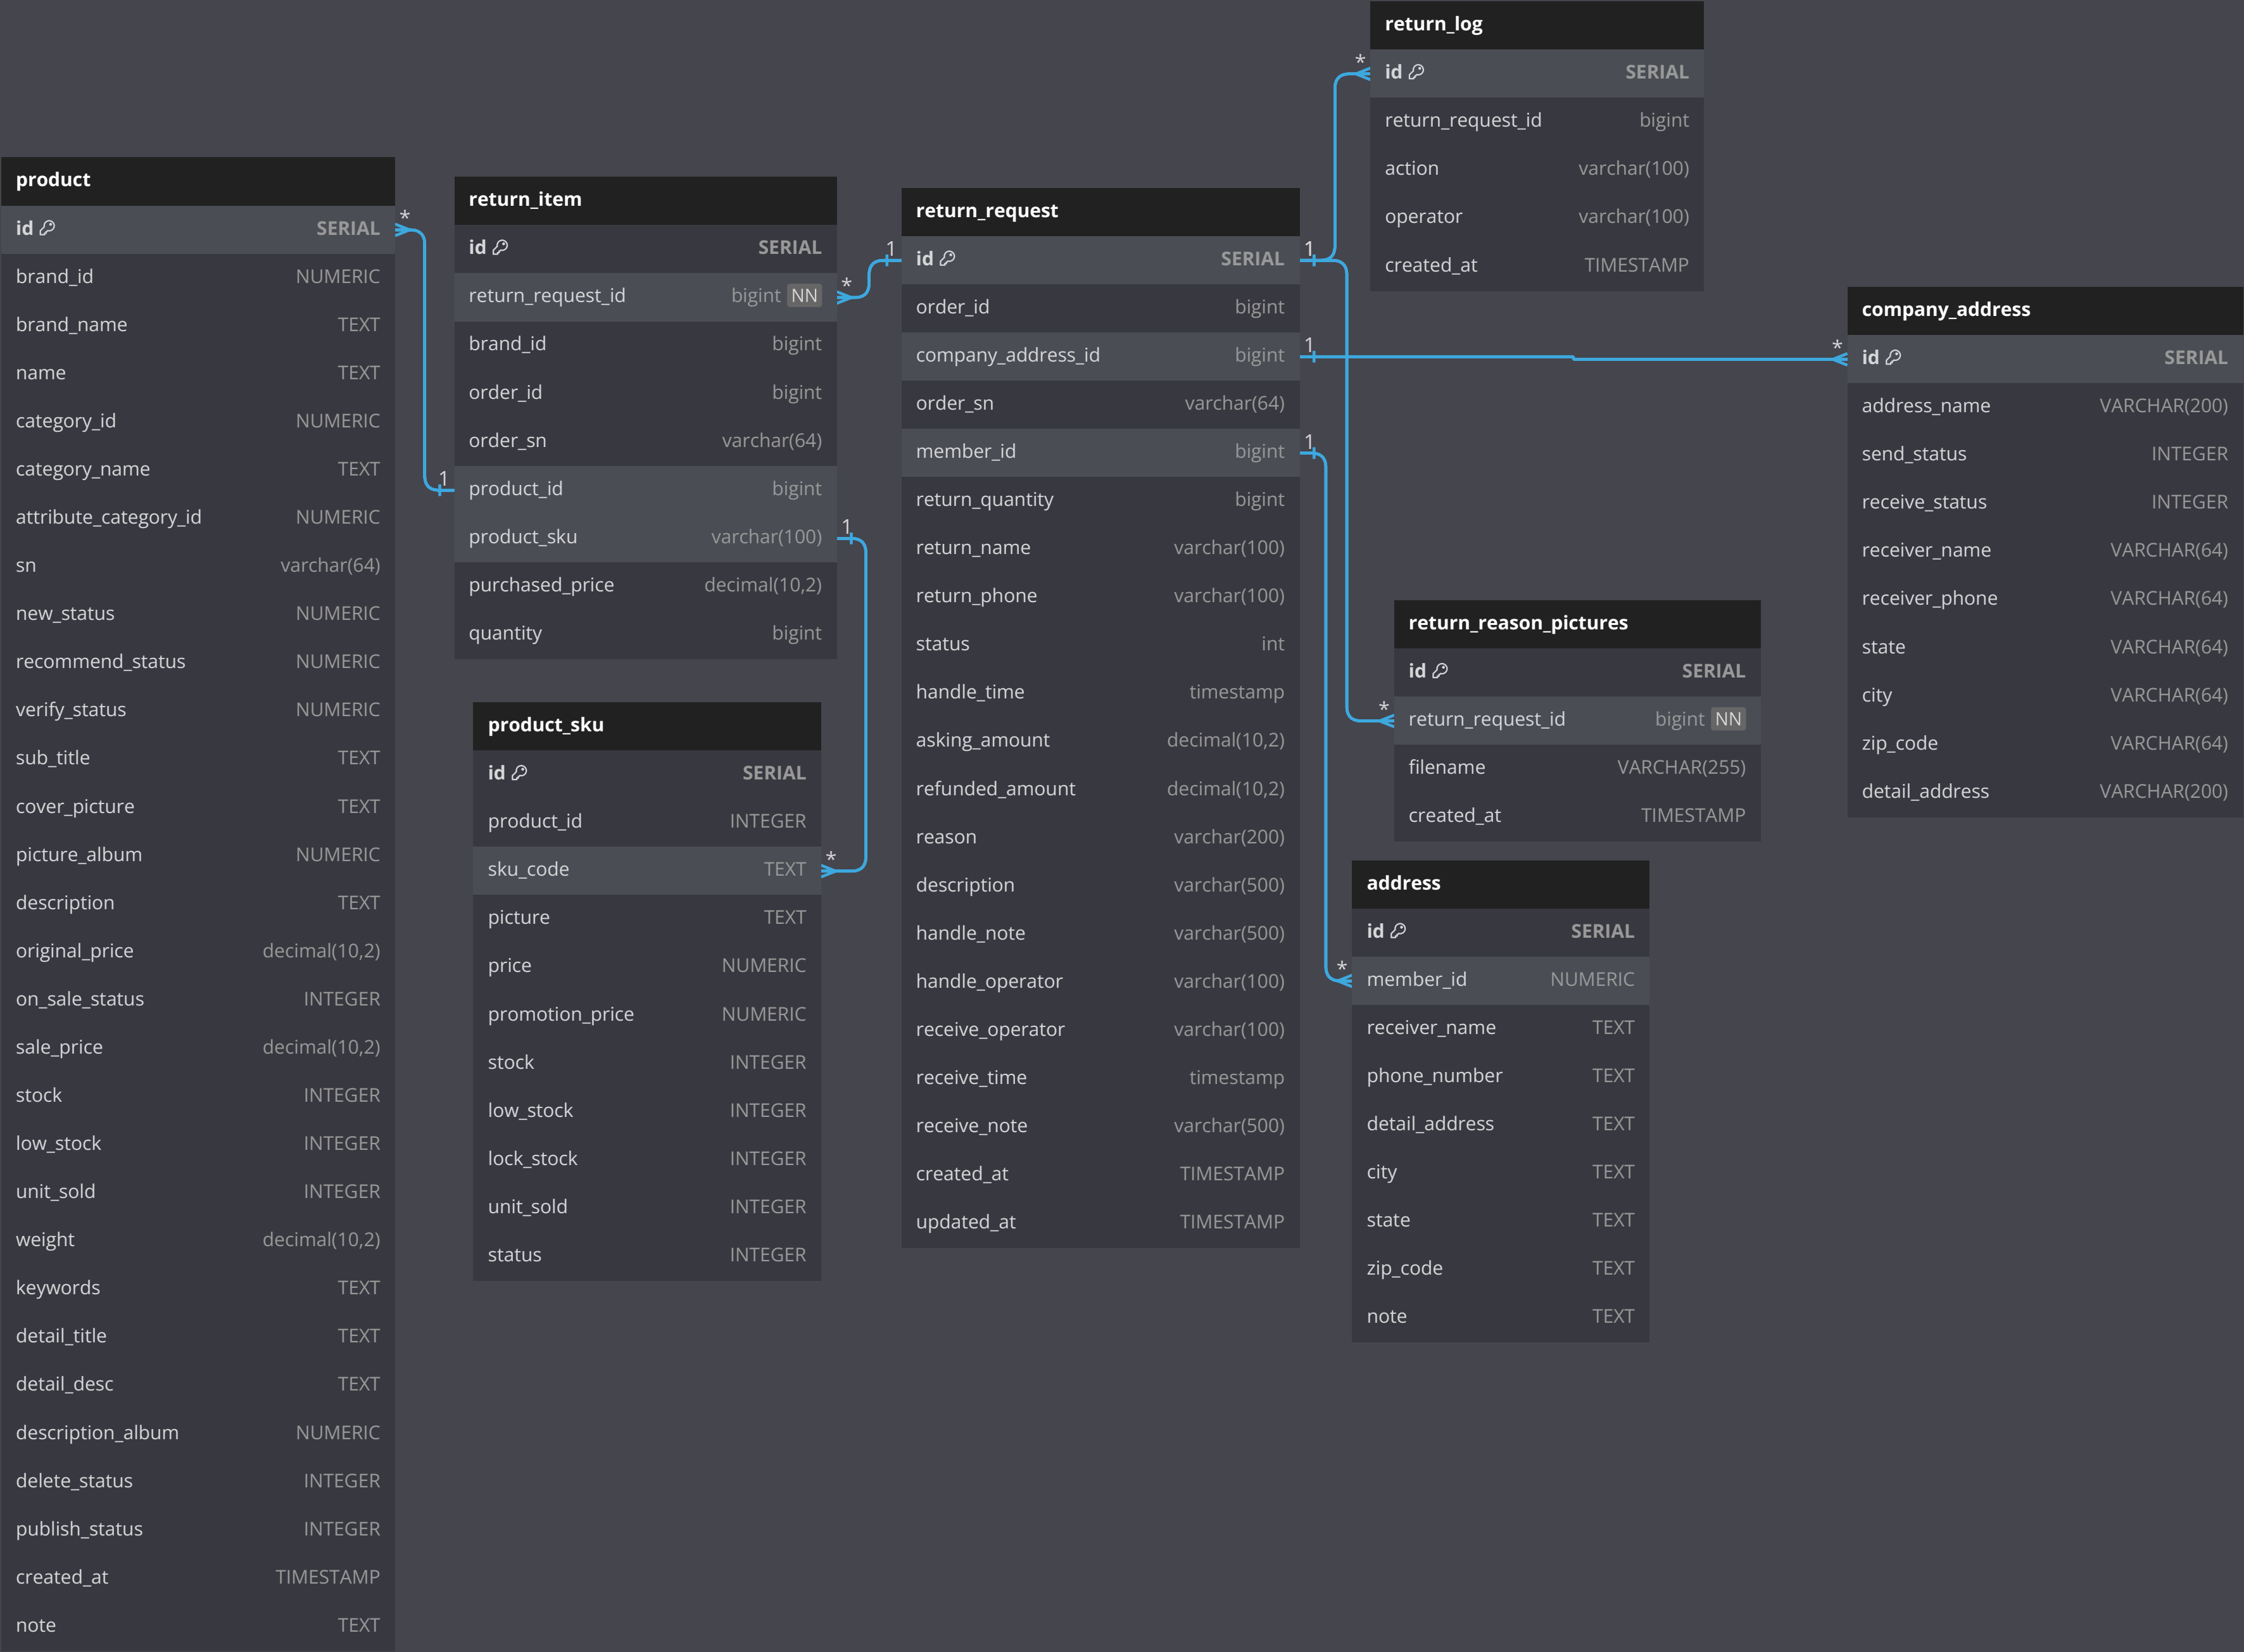 product
id SERIAL
brand_id NUMERIC
brand_name TEXT
name TEXT
category_id NUMERIC
category_name TEXT
attribute_category_id NUMERIC
sn varchar(64)
new_status NUMERIC
recommend_status NUMERIC
verify_status NUMERIC
sub_title TEXT
cover_picture TEXT
picture_album NUMERIC
description TEXT
original_price decimal(10,2)
on_sale_status INTEGER
sale_price decimal(10,2)
stock INTEGER
low_stock INTEGER
unit_sold INTEGER
weight decimal(10,2)
keywords TEXT
detail_title TEXT
detail_desc TEXT
description_album NUMERIC
delete_status INTEGER
publish_status INTEGER
created_at TIMESTAMP
note TEXT
*
1
return_item
id SERIAL
return_request_id bigint NN
brand_id bigint
order_id bigint
order_sn varchar(64)
product_id bigint
product_sku varchar(100)
purchased_price decimal(10,2)
quantity bigint
*
1
1
*
product_sku
id SERIAL
product_id INTEGER
sku_code TEXT
picture TEXT
price NUMERIC
promotion_price NUMERIC
stock INTEGER
low_stock INTEGER
lock_stock INTEGER
unit_sold INTEGER
status INTEGER
return_request
id SERIAL
order_id bigint
company_address_id bigint
order_sn varchar(64)
member_id bigint
return_quantity bigint
return_name varchar(100)
return_phone varchar(100)
status int
handle_time timestamp
asking_amount decimal(10,2)
refunded_amount decimal(10,2)
reason varchar(200)
description varchar(500)
handle_note varchar(500)
handle_operator varchar(100)
receive_operator varchar(100)
receive_time timestamp
receive_note varchar(500)
created_at TIMESTAMP
updated_at TIMESTAMP
1
1
1
*
*
*
*
return_log
id SERIAL
return_request_id bigint
action varchar(100)
operator varchar(100)
created_at TIMESTAMP
return_reason_pictures
id SERIAL
return_request_id bigint NN
filename VARCHAR(255)
created_at TIMESTAMP
address
id SERIAL
member_id NUMERIC
receiver_name TEXT
phone_number TEXT
detail_address TEXT
city TEXT
state TEXT
zip_code TEXT
note TEXT
company_address
id SERIAL
address_name VARCHAR(200)
send_status INTEGER
receive_status INTEGER
receiver_name VARCHAR(64)
receiver_phone VARCHAR(64)
state VARCHAR(64)
city VARCHAR(64)
zip_code VARCHAR(64)
detail_address VARCHAR(200)